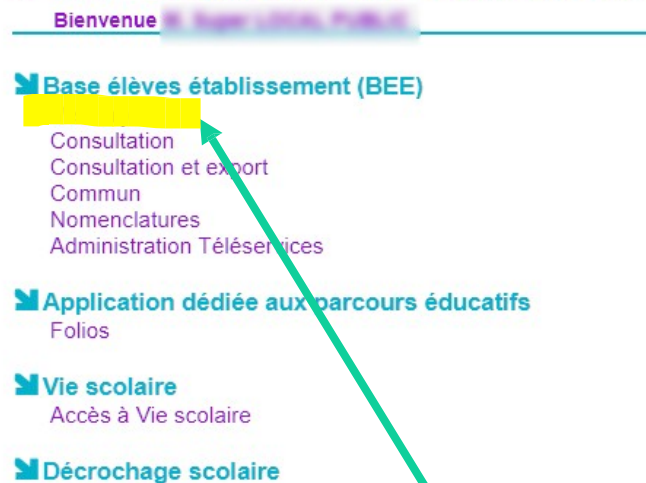 Bienvenue
Base élèves établissement (BEE)
Consultation
Consultation et export
Commun
Nomenclatures
Administration Téléservices
Application dédiée aux parcours éducatifs
Folios
Vie scolaire
Accès à Vie scolaire
Décrochage scolaire